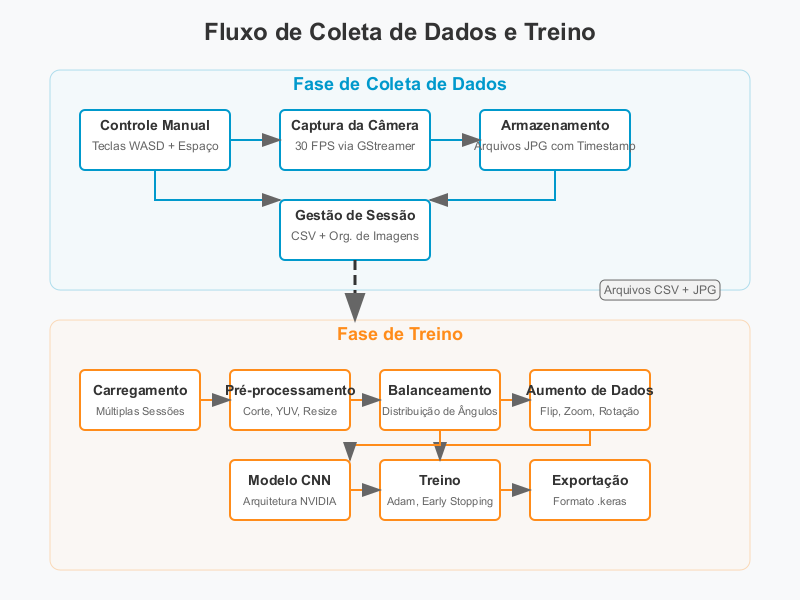 Fluxo de Coleta de Dados e Treino
Fase de Coleta de Dados
Controle Manual
Teclas WASD + Espaço
Captura da Câmera
30 FPS via GStreamer
Armazenamento
Arquivos JPG com Timestamp
Gestão de Sessão
CSV + Org. de Imagens
Arquivos CSV + JPG
Fase de Treino
Carregamento
Múltiplas Sessões
Pré-processamento
Corte, YUV, Resize
Balanceamento
Distribuição de Ângulos
Aumento de Dados
Flip, Zoom, Rotação
Modelo CNN
Arquitetura NVIDIA
Treino
Adam, Early Stopping
Exportação
Formato .keras